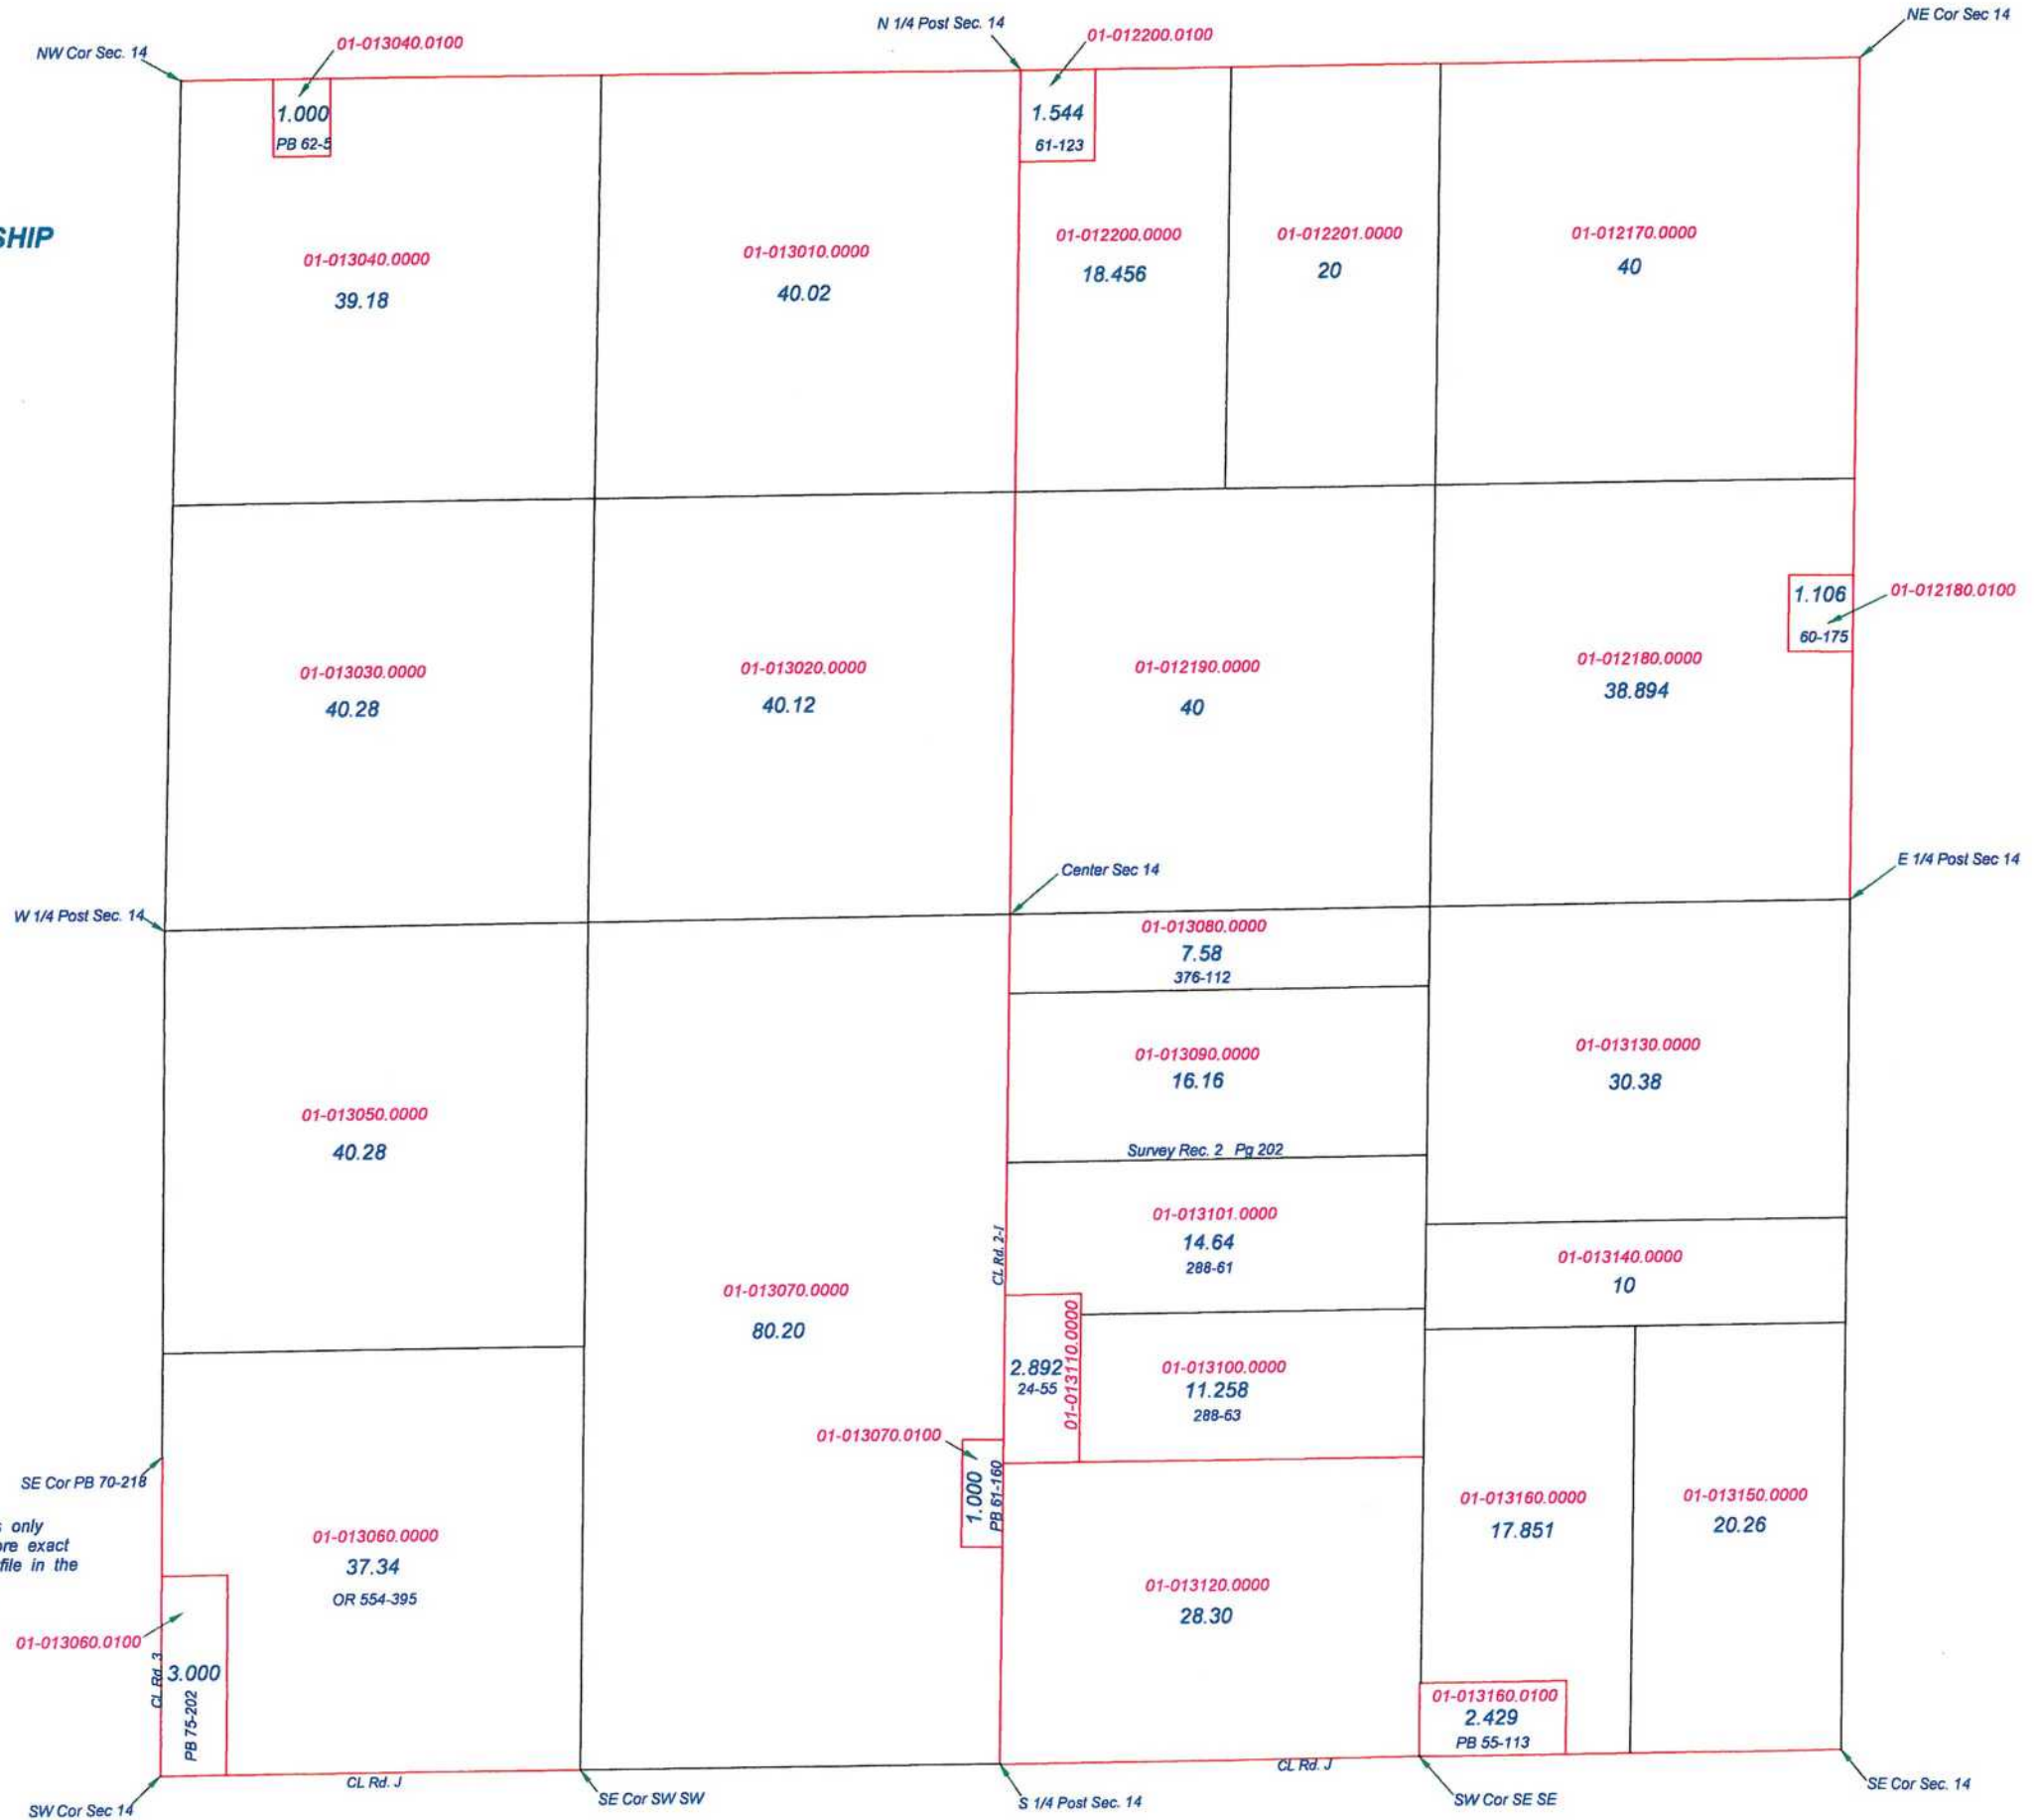 NW Cor Sec. 14
01-013040.0100
N 1/4 Post Sec. 14
01-012200.0100
NE Cor Sec 14
1.000
PB 62-5
1.544
61-123
SHIP
01-013040.0000
39.18
01-013010.0000
40.02
01-012200.0000
18.456
01-012201.0000
20
01-012170.0000
40
1.106
60-175
01-012180.0100
01-013030.0000
40.28
01-013020.0000
40.12
01-012190.0000
40
01-012180.0000
38.894
W 1/4 Post Sec. 14
Center Sec 14
E 1/4 Post Sec 14
01-013080.0000
7.58
376-112
01-013090.0000
16.16
01-013130.0000
30.38
01-013050.0000
40.28
Survey Rec. 2 Pg 202
01-013101.0000
14.64
288-61
CL Rd. 2-I
01-013140.0000
10
01-013070.0000
80.20
2.892
24-55
01-013110.0000
01-013100.0000
11.258
288-63
01-013070.0100
1.000
PB 61-160
SE Cor PB 70-218
only
exact
file in the
01-013060.0000
37.34
OR 554-395
01-013160.0000
17.851
01-013150.0000
20.26
01-013120.0000
28.30
01-013060.0100
CL Rd. 3
3.000
PB 75-202
01-013160.0100
2.429
PB 55-113
SW Cor Sec 14
CL Rd. J
SE Cor SW SW
S 1/4 Post Sec. 14
CL Rd. J
SW Cor SE SE
SE Cor Sec. 14